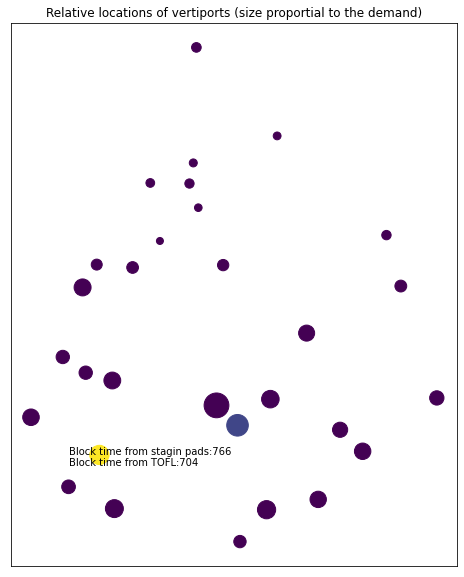 Relative locations of vertiports (size proportial to the demand)
Block time from stagin pads:766
Block time from TOFL:704